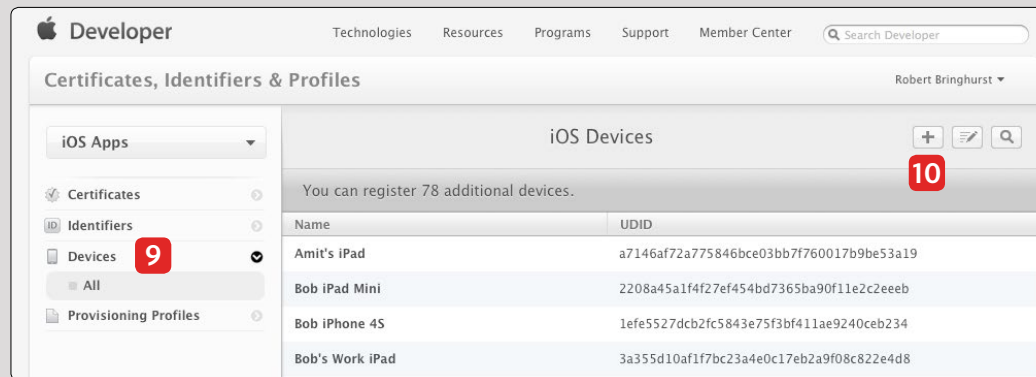 Developer
Technologies Resources Programs Support Member Center Search Developer
Certificates, Identifiers & Profiles
Robert Bringhurst
iOS Apps
Certificates
ID Identifiers
Devices 9
All
Provisioning Profiles
iOS Devices
10
You can register 78 additional devices.
Name UDID
Amit's iPad a7146af72a775846bce03bb7f760017b9be53a19
Bob iPad Mini 2208a45a1f4f27ef454bd7365ba90f11e2c2eeeb
Bob iPhone 4S 1efe5527dcb2fc5843e75f3bf411ae9240ceb234
Bob's Work iPad 3a355d10af1f7bc23a4e0c17eb2a9f08c822e4d8